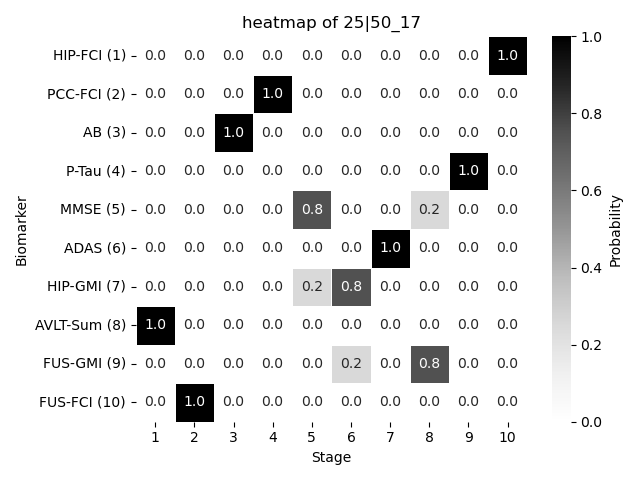 heatmap of 25|50_17
HIP-FCI (1) 0.0 0.0 0.0 0.0 0.0 0.0 0.0 0.0 0.0 1.0
PCC-FCI (2) 0.0 0.0 0.0 1.0 0.0 0.0 0.0 0.0 0.0 0.0
AB (3) 0.0 0.0 1.0 0.0 0.0 0.0 0.0 0.0 0.0 0.0
P-Tau (4) 0.0 0.0 0.0 0.0 0.0 0.0 0.0 0.0 1.0 0.0
MMSE (5) 0.0 0.0 0.0 0.0 0.8 0.0 0.0 0.2 0.0 0.0
ADAS (6) 0.0 0.0 0.0 0.0 0.0 0.0 1.0 0.0 0.0 0.0
HIP-GMI (7) 0.0 0.0 0.0 0.0 0.2 0.8 0.0 0.0 0.0 0.0
AVLT-Sum (8) 1.0 0.0 0.0 0.0 0.0 0.0 0.0 0.0 0.0 0.0
FUS-GMI (9) 0.0 0.0 0.0 0.0 0.0 0.2 0.0 0.8 0.0 0.0
FUS-FCI (10) 0.0 1.0 0.0 0.0 0.0 0.0 0.0 0.0 0.0 0.0
1 2 3 4 5 6 7 8 9 10
Stage
Biomarker
1.0
0.8
0.6
0.4
0.2
0.0
Probability